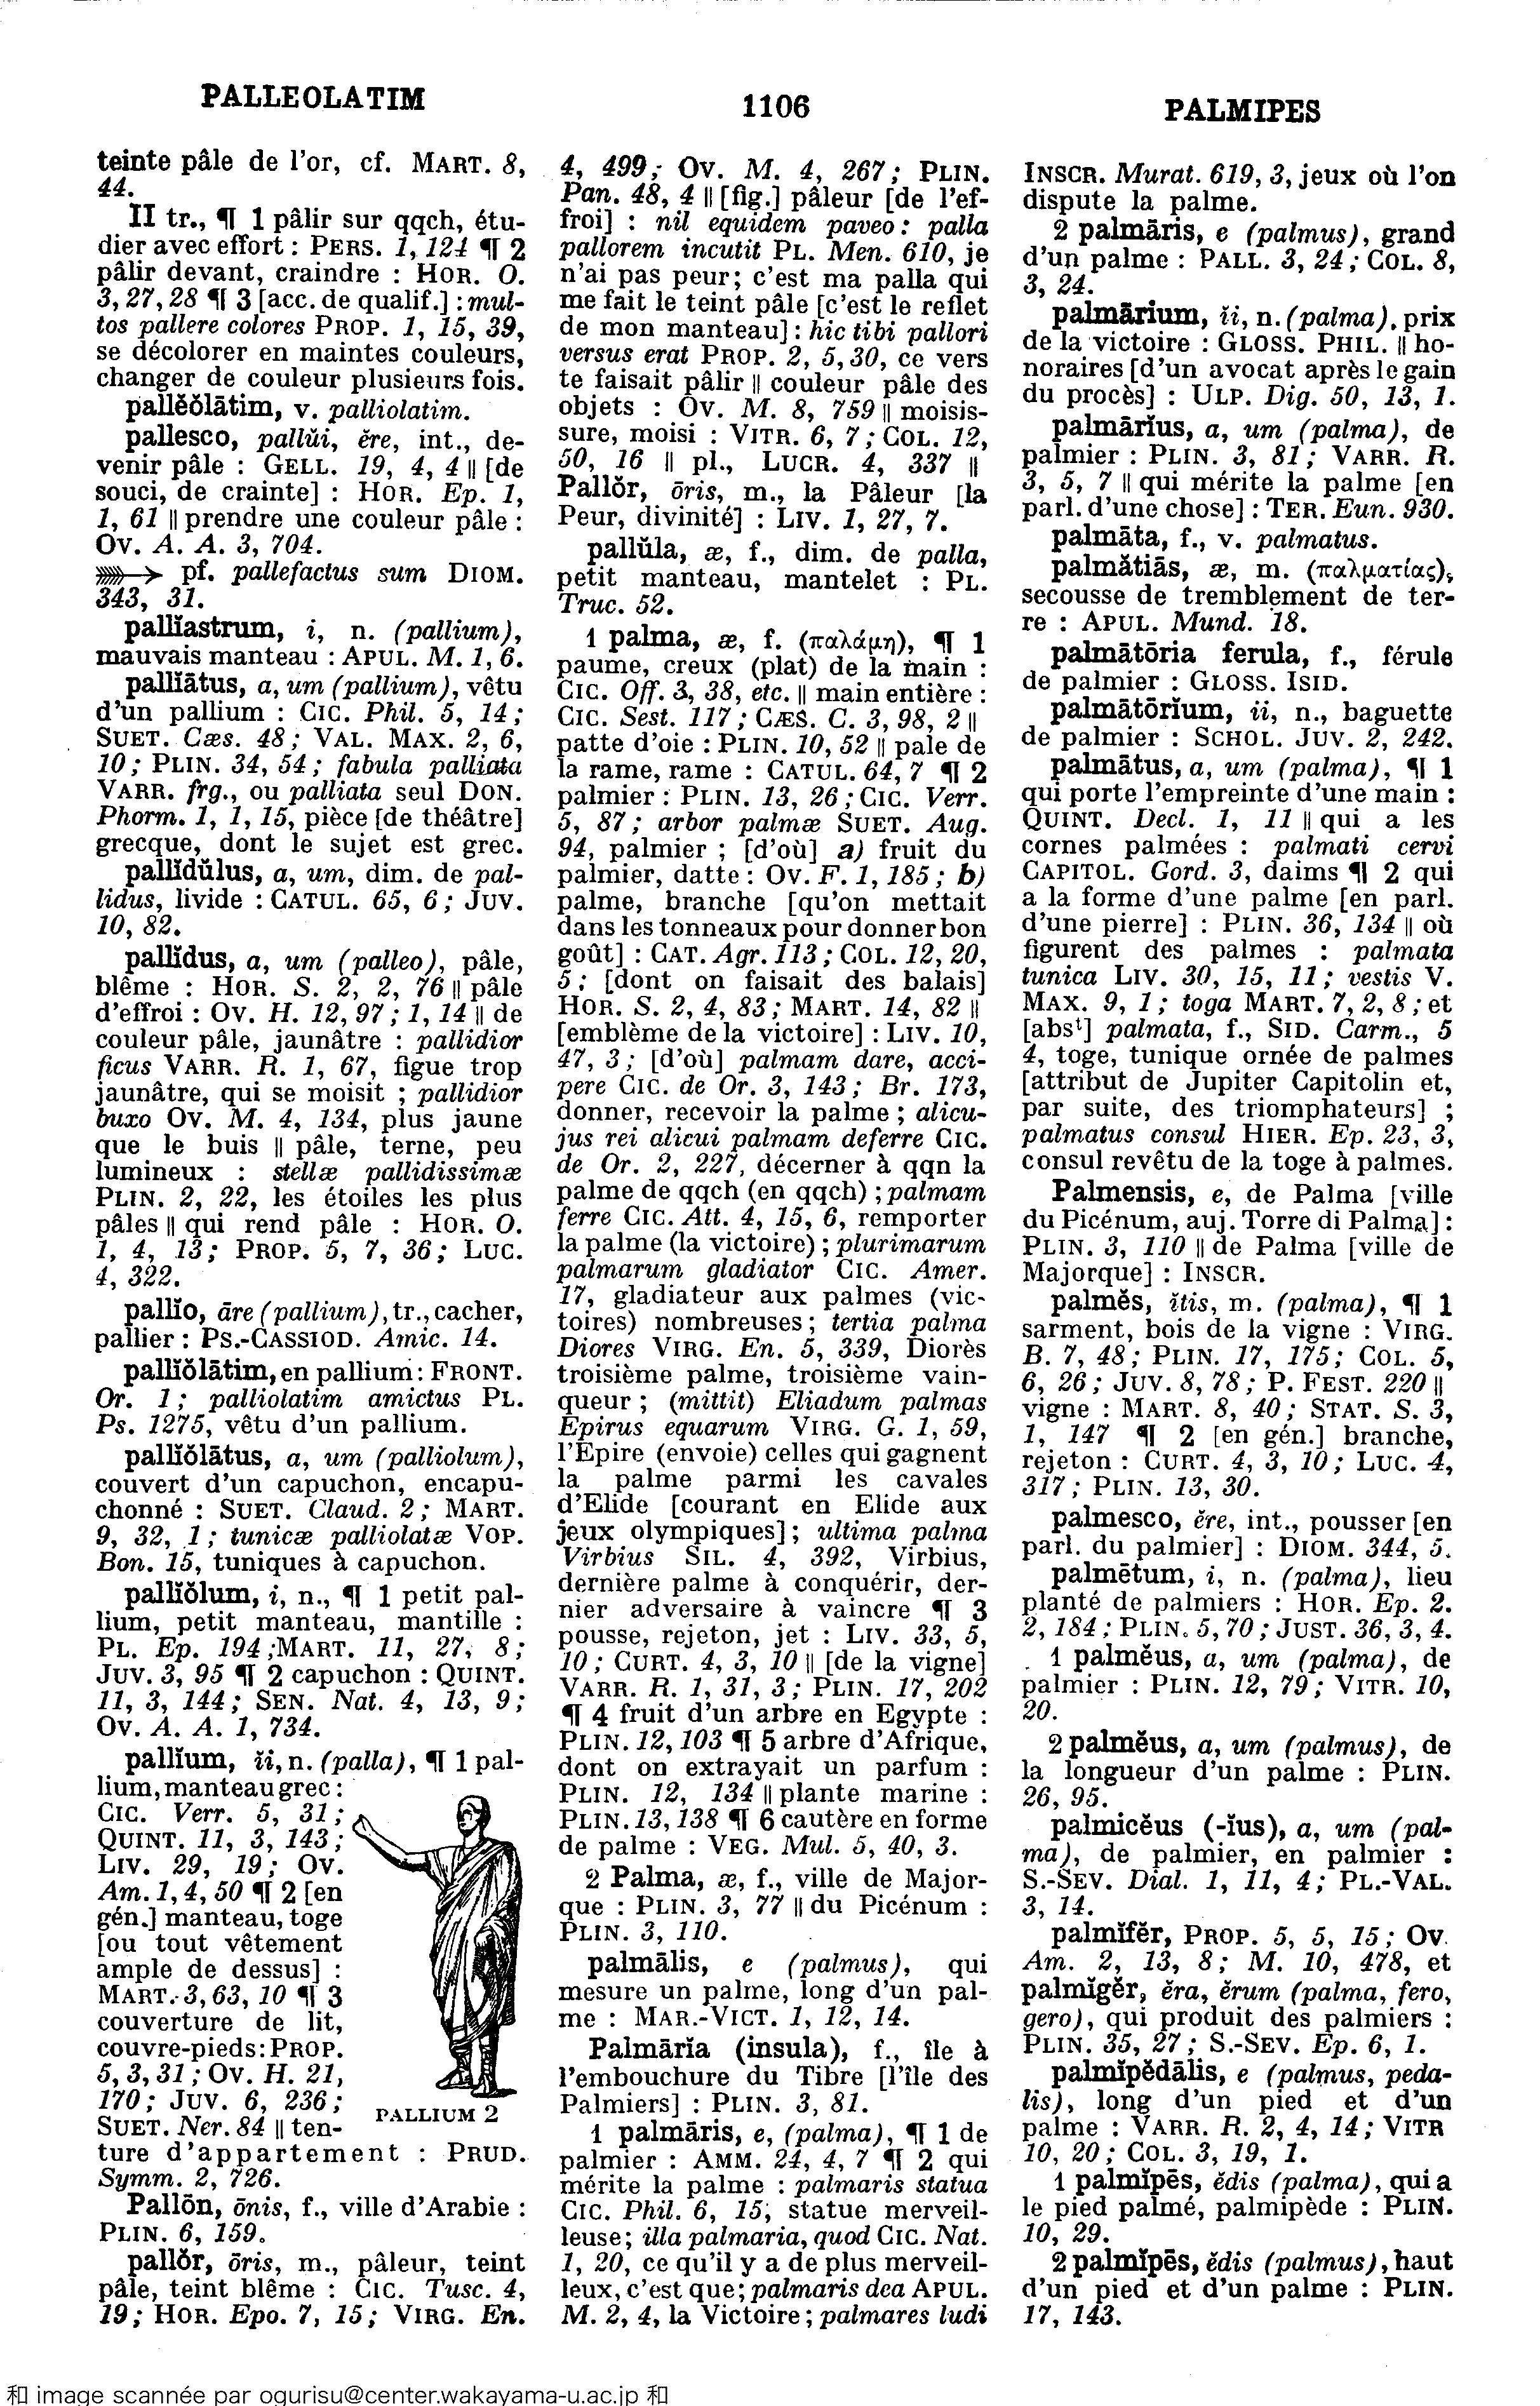 PALLEOLATIM
1106
PALMIPES
teinte pâle de l'or, cf. MART. 8,
44.
II tr., ¶ 1 pâlir sur qqch, étu-
dier avec effort : PERS. 1, 124 ¶ 2
pâlir devant, craindre : HOR. O.
3, 27, 28 ¶ 3 [acc. de qualif.] : mul-
tos pallere colores PROP. 1, 15, 39,
se décolorer en maintes couleurs,
changer de couleur plusieurs fois.
pallĕŏlātim, v. palliolatim.
pallesco, pallŭi, ĕre, int., de-
venir pâle : GELL. 19, 4, 4 || [de
souci, de crainte] : HOR. Ep. 1,
1, 61 || prendre une couleur pâle :
OV. A. A. 3, 704.
➳ pf. pallefactus sum DIOM.
343, 31.
pallĭastrum, i, n. (pallium),
mauvais manteau : APUL. M. 1, 6.
pallĭātus, a, um (pallium), vêtu
d'un pallium : CIC. Phil. 5, 14;
SUET. Cæs. 48; VAL. MAX. 2, 6,
10; PLIN. 34, 54; fabula palliata
VARR. frg., ou palliata seul DON.
Phorm. 1, 1, 15, pièce [de théâtre]
grecque, dont le sujet est grec.
pallĭdŭlus, a, um, dim. de pal-
lidus, livide : CATUL. 65, 6; JUV.
10, 82.
pallĭdus, a, um (palleo), pâle,
blême : HOR. S. 2, 2, 76 || pâle
d'effroi : OV. H. 12, 97; 1, 14 || de
couleur pâle, jaunâtre : pallidior
ficus VARR. R. 1, 67, figue trop
jaunâtre, qui se moisit ; pallidior
buxo OV. M. 4, 134, plus jaune
que le buis || pâle, terne, peu
lumineux : stellæ pallidissimæ
PLIN. 2, 22, les étoiles les plus
pâles || qui rend pâle : HOR. O.
1, 4, 13; PROP. 5, 7, 36; LUC.
4, 322.
pallĭo, āre (pallium), tr., cacher,
pallier : PS.-CASSIOD. Amic. 14.
pallĭŏlātim, en pallium : FRONT.
Or. 1; palliolatim amictus PL.
Ps. 1275, vêtu d'un pallium.
pallĭŏlātus, a, um (palliolum),
couvert d'un capuchon, encapu-
chonné : SUET. Claud. 2; MART.
9, 32, 1; tunicæ palliolatæ VOP.
Bon. 15, tuniques à capuchon.
pallĭŏlum, i, n., ¶ 1 petit pal-
lium, petit manteau, mantille :
PL. Ep. 194; MART. 11, 27, 8;
JUV. 3, 95 ¶ 2 capuchon : QUINT.
11, 3, 144; SEN. Nat. 4, 13, 9;
OV. A. A. 1, 734.
pallĭum, ĭi, n. (palla), ¶ 1 pal-
lium, manteau grec :
CIC. Verr. 5, 31;
QUINT. 11, 3, 143;
LIV. 29, 19; OV.
Am. 1, 4, 50 ¶ 2 [en
gén.] manteau, toge
[ou tout vêtement
ample de dessus] :
MART. 3, 63, 10 ¶ 3
couverture de lit,
couvre-pieds : PROP.
5, 3, 31; OV. H. 21,
170; JUV. 6, 236;
SUET. Ner. 84 || ten-
PALLIUM 2
ture d'appartement : PRUD.
Symm. 2, 726.
Pallōn, ōnis, f., ville d'Arabie :
PLIN. 6, 159.
pallŏr, ōris, m., pâleur, teint
pâle, teint blême : CIC. Tusc. 4,
19; HOR. Epo. 7, 15; VIRG. En.
4, 499; OV. M. 4, 267; PLIN.
Pan. 48, 4 || [fig.] pâleur [de l'ef-
froi] : nil equidem paveo : palla
pallorem incutit PL. Men. 610, je
n'ai pas peur; c'est ma palla qui
me fait le teint pâle [c'est le reflet
de mon manteau] : hic tibi pallori
versus erat PROP. 2, 5, 30, ce vers
te faisait pâlir || couleur pâle des
objets : OV. M. 8, 759 || moisis-
sure, moisi : VITR. 6, 7; COL. 12,
50, 16 || pl., LUCR. 4, 337 ||
Pallŏr, ōris, m., la Pâleur [la
Peur, divinité] : LIV. 1, 27, 7.
pallŭla, æ, f., dim. de palla,
petit manteau, mantelet : PL.
Truc. 52.
1 palma, æ, f. (παλάμη), ¶ 1
paume, creux (plat) de la main :
CIC. Off. 3, 38, etc. || main entière :
CIC. Sest. 117; CÆS. C. 3, 98, 2 ||
patte d'oie : PLIN. 10, 52 || pale de
la rame, rame : CATUL. 64, 7 ¶ 2
palmier : PLIN. 13, 26; CIC. Verr.
5, 87; arbor palmæ SUET. Aug.
94, palmier ; [d'où] a) fruit du
palmier, datte : OV. F. 1, 185; b)
palme, branche [qu'on mettait
dans les tonneaux pour donner bon
goût] : CAT. Agr. 113; COL. 12, 20,
5; [dont on faisait des balais]
HOR. S. 2, 4, 83; MART. 14, 82 ||
[emblème de la victoire] : LIV. 10,
47, 3; [d'où] palmam dare, acci-
pere CIC. de Or. 3, 143; Br. 173,
donner, recevoir la palme ; alicu-
jus rei alicui palmam deferre CIC.
de Or. 2, 227, décerner à qqn la
palme de qqch (en qqch) ; palmam
ferre CIC. Att. 4, 15, 6, remporter
la palme (la victoire) ; plurimarum
palmarum gladiator CIC. Amer.
17, gladiateur aux palmes (vic-
toires) nombreuses ; tertia palma
Diores VIRG. En. 5, 339, Diorès
troisième palme, troisième vain-
queur ; (mittit) Eliadum palmas
Epirus equarum VIRG. G. 1, 59,
l'Epire (envoie) celles qui gagnent
la palme parmi les cavales
d'Elide [courant en Elide aux
jeux olympiques]; ultima palma
Virbius SIL. 4, 392, Virbius,
dernière palme à conquérir, der-
nier adversaire à vaincre ¶ 3
pousse, rejeton, jet : LIV. 33, 5,
10; CURT. 4, 3, 10 || [de la vigne]
VARR. R. 1, 31, 3; PLIN. 17, 202
¶ 4 fruit d'un arbre en Egypte :
PLIN. 12, 103 ¶ 5 arbre d'Afrique,
dont on extrayait un parfum :
PLIN. 12, 134 || plante marine :
PLIN. 13, 138 ¶ 6 cautère en forme
de palme : VEG. Mul. 5, 40, 3.
2 Palma, æ, f., ville de Major-
que : PLIN. 3, 77 || du Picénum :
PLIN. 3, 110.
palmālis, e (palmus), qui
mesure un palme, long d'un pal-
me : MAR.-VICT. 1, 12, 14.
Palmārĭa (insula), f., île à
l'embouchure du Tibre [l'île des
Palmiers] : PLIN. 3, 81.
1 palmāris, e, (palma), ¶ 1 de
palmier : AMM. 24, 4, 7 ¶ 2 qui
mérite la palme : palmaris statua
CIC. Phil. 6, 15, statue merveil-
leuse; illa palmaria, quod CIC. Nat.
1, 20, ce qu'il y a de plus merveil-
leux, c'est que; palmaris dea APUL.
M. 2, 4, la Victoire ; palmares ludi
INSCR. Murat. 619, 3, jeux où l'on
dispute la palme.
2 palmāris, e (palmus), grand
d'un palme : PALL. 3, 24; COL. 8,
3, 24.
palmārium, ĭi, n. (palma), prix
de la victoire : GLOSS. PHIL. || ho-
noraires [d'un avocat après le gain
du procès] : ULP. Dig. 50, 13, 1.
palmārĭus, a, um (palma), de
palmier : PLIN. 3, 81; VARR. R.
3, 5, 7 || qui mérite la palme [en
parl. d'une chose] : TER. Eun. 930.
palmāta, f., v. palmatus.
palmătiās, æ, m. (παλματίας),
secousse de tremblement de ter-
re : APUL. Mund. 18.
palmātōria ferula, f., férule
de palmier : GLOSS. ISID.
palmātōrĭum, ii, n., baguette
de palmier : SCHOL. JUV. 2, 242.
palmātus, a, um (palma), ¶ 1
qui porte l'empreinte d'une main :
QUINT. Decl. 1, 11 || qui a les
cornes palmées : palmati cervi
CAPITOL. Gord. 3, daims ¶ 2 qui
a la forme d'une palme [en parl.
d'une pierre] : PLIN. 36, 134 || où
figurent des palmes : palmata
tunica LIV. 30, 15, 11; vestis V.
MAX. 9, 1; toga MART. 7, 2, 8; et
[absᵗ] palmata, f., SID. Carm., 5
4, toge, tunique ornée de palmes
[attribut de Jupiter Capitolin et,
par suite, des triomphateurs] ;
palmatus consul HIER. Ep. 23, 3,
consul revêtu de la toge à palmes.
Palmensis, e, de Palma [ville
du Picénum, auj. Torre di Palma] :
PLIN. 3, 110 || de Palma [ville de
Majorque] : INSCR.
palmĕs, ĭtis, m. (palma), ¶ 1
sarment, bois de la vigne : VIRG.
B. 7, 48; PLIN. 17, 175; COL. 5,
6, 26; JUV. 8, 78; P. FEST. 220 ||
vigne : MART. 8, 40; STAT. S. 3,
1, 147 ¶ 2 [en gén.] branche,
rejeton : CURT. 4, 3, 10; LUC. 4,
317; PLIN. 13, 30.
palmesco, ĕre, int., pousser [en
parl. du palmier] : DIOM. 344, 5.
palmētum, i, n. (palma), lieu
planté de palmiers : HOR. Ep. 2.
2, 184; PLIN. 5, 70; JUST. 36, 3, 4.
1 palmĕus, a, um (palma), de
palmier : PLIN. 12, 79; VITR. 10,
20.
2 palmĕus, a, um (palmus), de
la longueur d'un palme : PLIN.
26, 95.
palmicĕus (-ĭus), a, um (pal-
ma), de palmier, en palmier :
S.-SEV. Dial. 1, 11, 4; PL.-VAL.
3, 14.
palmĭfĕr, PROP. 5, 5, 15; OV.
Am. 2, 13, 8; M. 10, 478, et
palmĭgĕr, ĕra, ĕrum (palma, fero,
gero), qui produit des palmiers :
PLIN. 35, 27; S.-SEV. Ep. 6, 1.
palmĭpĕdālis, e (palmus, peda-
lis), long d'un pied et d'un
palme : VARR. R. 2, 4, 14; VITR
10, 20; COL. 3, 19, 1.
1 palmĭpēs, ĕdis (palma), qui a
le pied palmé, palmipède : PLIN.
10, 29.
2 palmĭpēs, ĕdis (palmus), haut
d'un pied et d'un palme : PLIN.
17, 143.
和 image scannée par ogurisu@center.wakayama-u.ac.jp 和